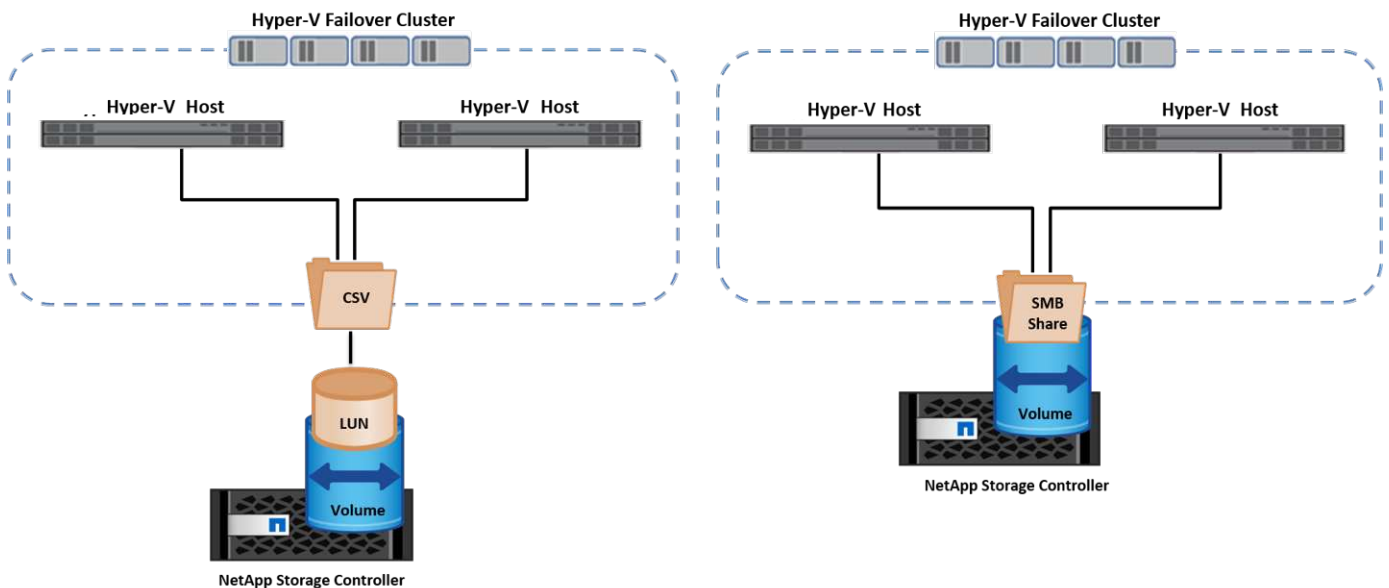 Hyper-V Failover Cluster
Hyper-V Host
Hyper-V Host
CSV
LUN
Volume
NetApp Storage Controller
Hyper-V Failover Cluster
Hyper-V Host
Hyper-V Host
SMB
Share
Volume
NetApp Storage Controller